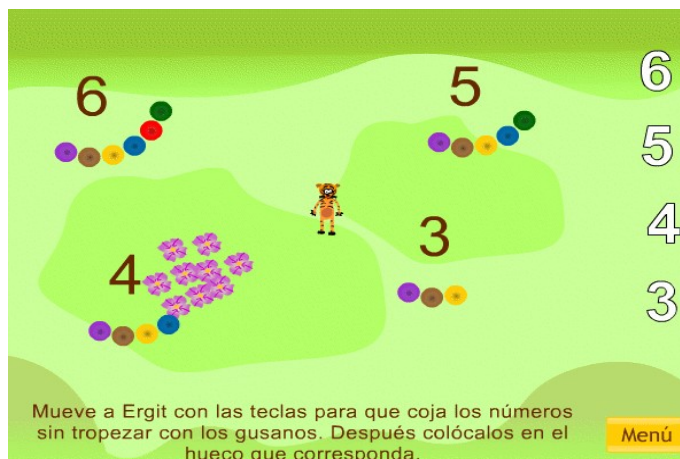 6
5
6
5
4
3
4
3
Mueve a Ergit con las teclas para que coja los números
sin tropezar con los gusanos. Después colócalos en el
hueco que corresponda.
Menú